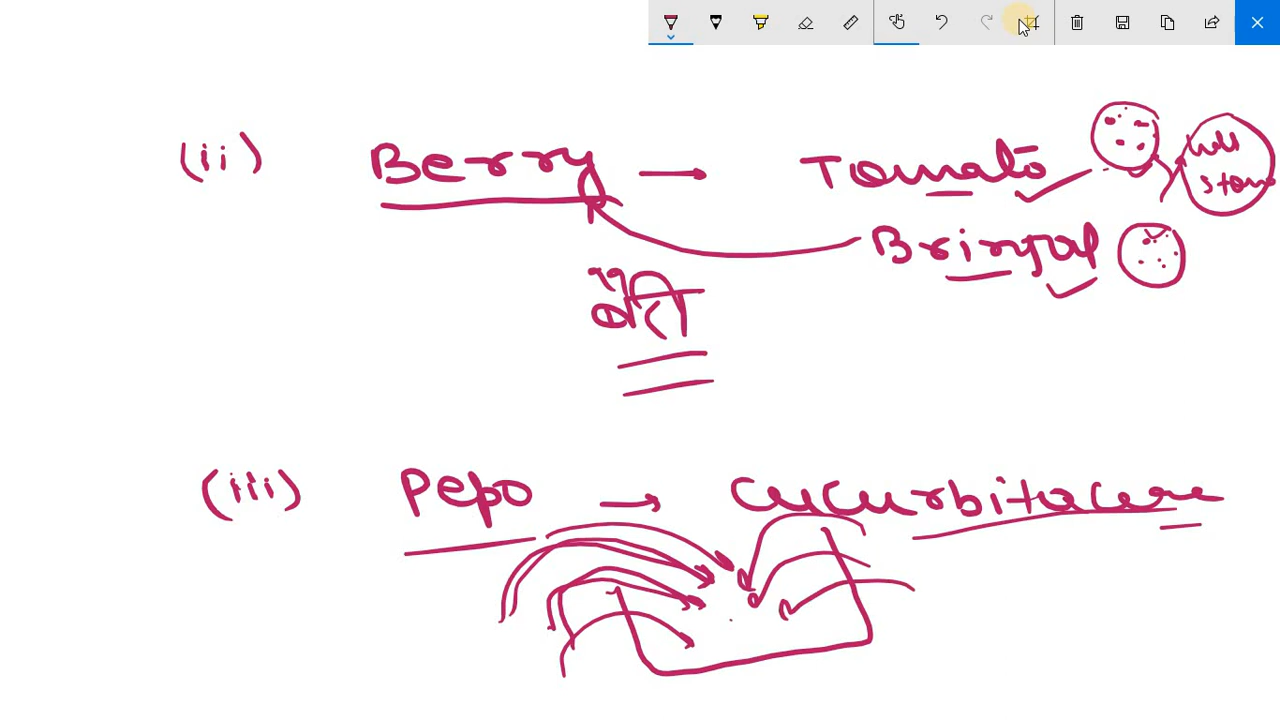 (ii) Berry → Tomato
Brinjal
(iii) Pepo → Cucurbitaceae